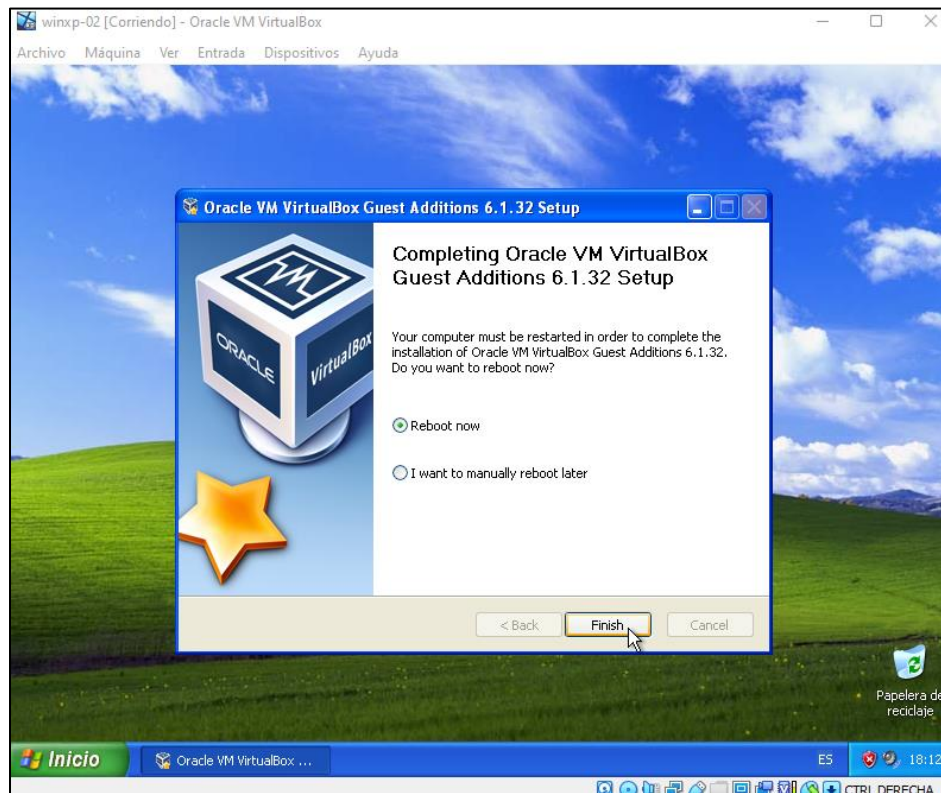 winxp-02 [Corriendo] - Oracle VM VirtualBox
Archivo Máquina Ver Entrada Dispositivos Ayuda
Oracle VM VirtualBox Guest Additions 6.1.32 Setup
Completing Oracle VM VirtualBox
Guest Additions 6.1.32 Setup
Your computer must be restarted in order to complete the
installation of Oracle VM VirtualBox Guest Additions 6.1.32.
Do you want to reboot now?
ORACLE
VirtualBox
Reboot now
I want to manually reboot later
< Back Finish Cancel
Papelera de
reciclaje
Inicio Oracle VM VirtualBox ... ES 18:12
CTRL DERECHA